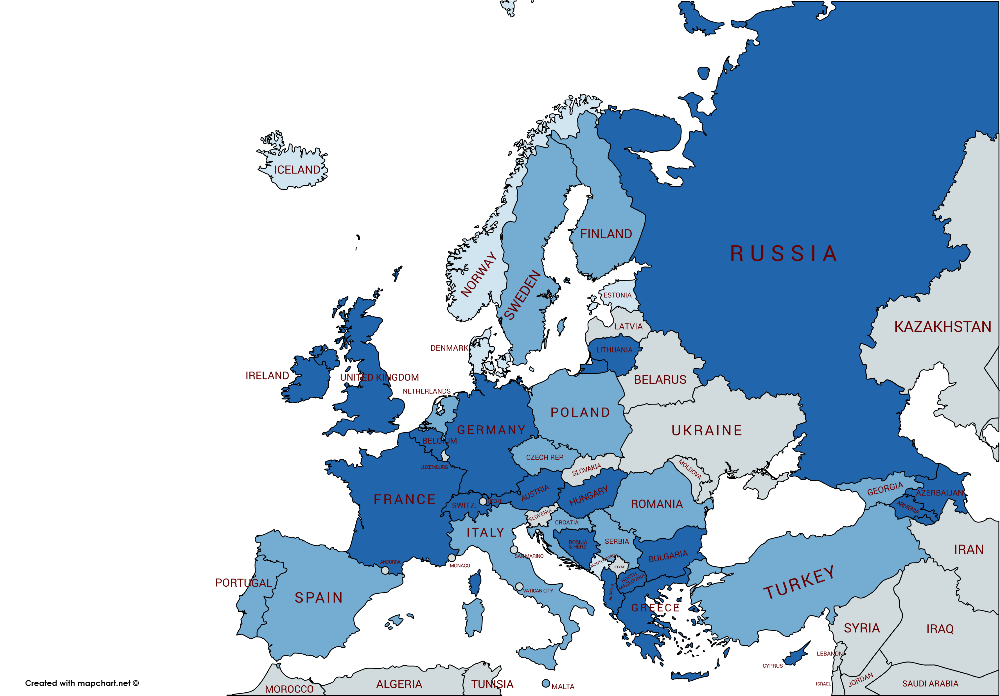 ICELAND
RUSSIA
FINLAND
NORWAY
SWEDEN
ESTONIA
LATVIA
KAZAKHSTAN
DENMARK
LITHUANIA
IRELAND
UNITED KINGDOM
BELARUS
NETHERLANDS
POLAND
GERMANY
UKRAINE
BELGIUM
CZECH REP.
LUXEMBURG
SLOVAKIA
MOLDOVA
FRANCE
AUSTRIA
HUNGARY
GEORGIA
AZERBAIJAN
SWITZ.
LIECHT.
ROMANIA
ARMENIA
SLOVENIA
CROATIA
ITALY
BOSNIA
& HERZ.
SERBIA
IRAN
SAN MARINO
MONTENEGRO
BULGARIA
ANDORRA
MONACO
KOSOVO
PORTUGAL
NORTH
MACEDONIA
TURKEY
SPAIN
VATICAN CITY
ALBANIA
GREECE
SYRIA
IRAQ
LEBANON
CYPRUS
Created with mapchart.net ©
MOROCCO
ALGERIA
TUNISIA
MALTA
ISRAEL
JORDAN
SAUDI ARABIA